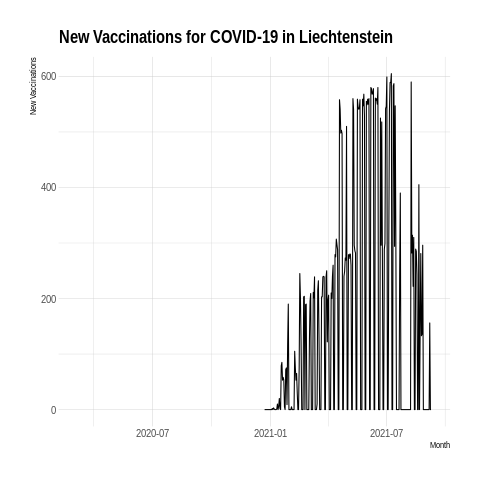 New Vaccinations for COVID-19 in Liechtenstein
New Vaccinations
600
400
200
0
2020-07
2021-01
2021-07
Month